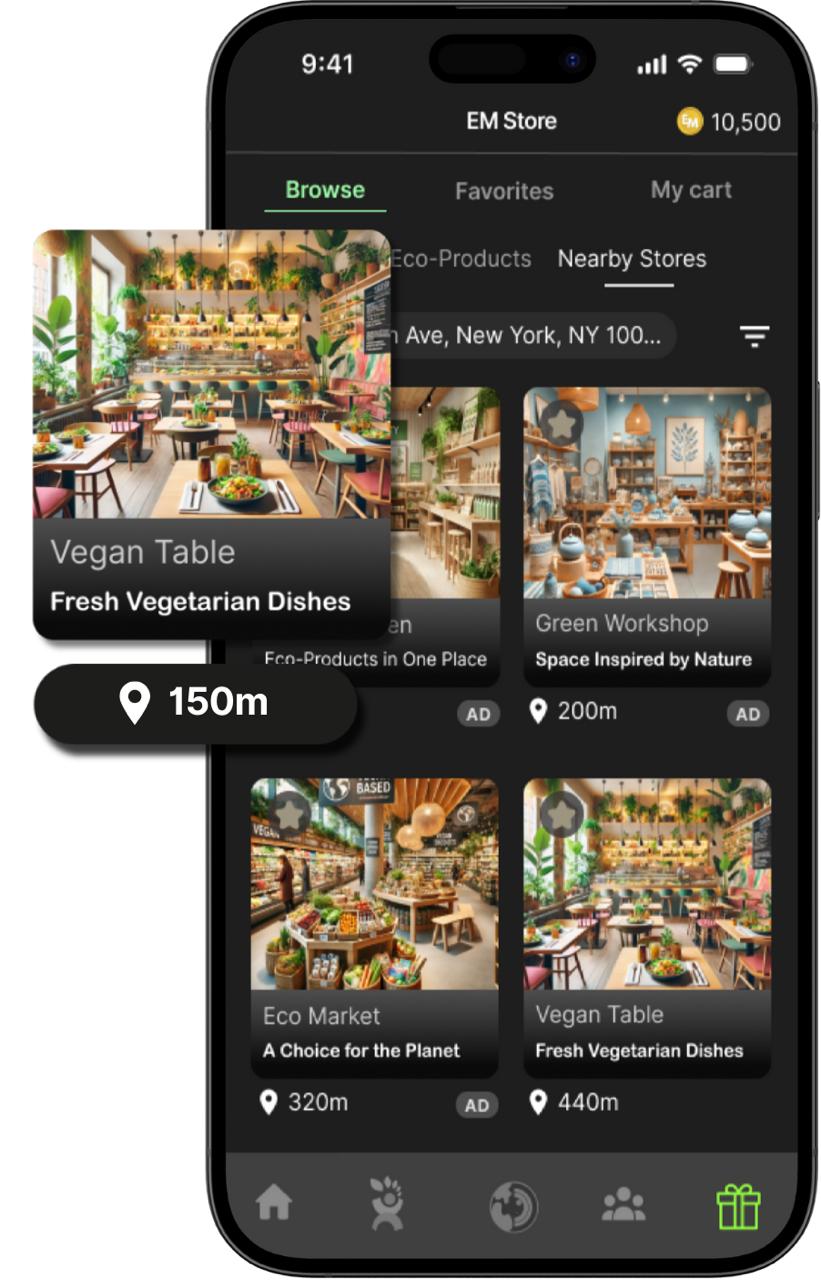 9:41
EM Store
EM 10,500
Browse Favorites My cart
Eco-Products Nearby Stores
Ave, New York, NY 100...
Vegan Table
Fresh Vegetarian Dishes
150m
Eco-Products in One Place
AD
Green Workshop
Space Inspired by Nature
200m AD
BASED
VEGAN
Eco Market
A Choice for the Planet
320m AD
Vegan Table
Fresh Vegetarian Dishes
440m